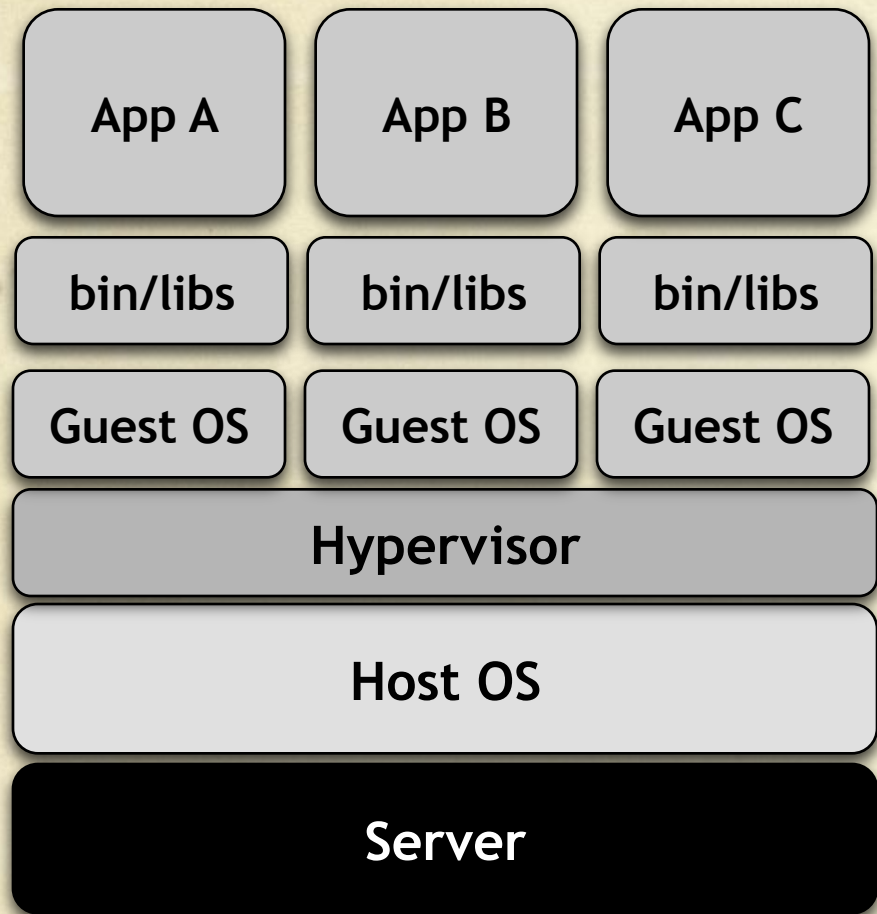 App A App B App C
bin/libs bin/libs bin/libs
Guest OS Guest OS Guest OS
Hypervisor
Host OS
Server